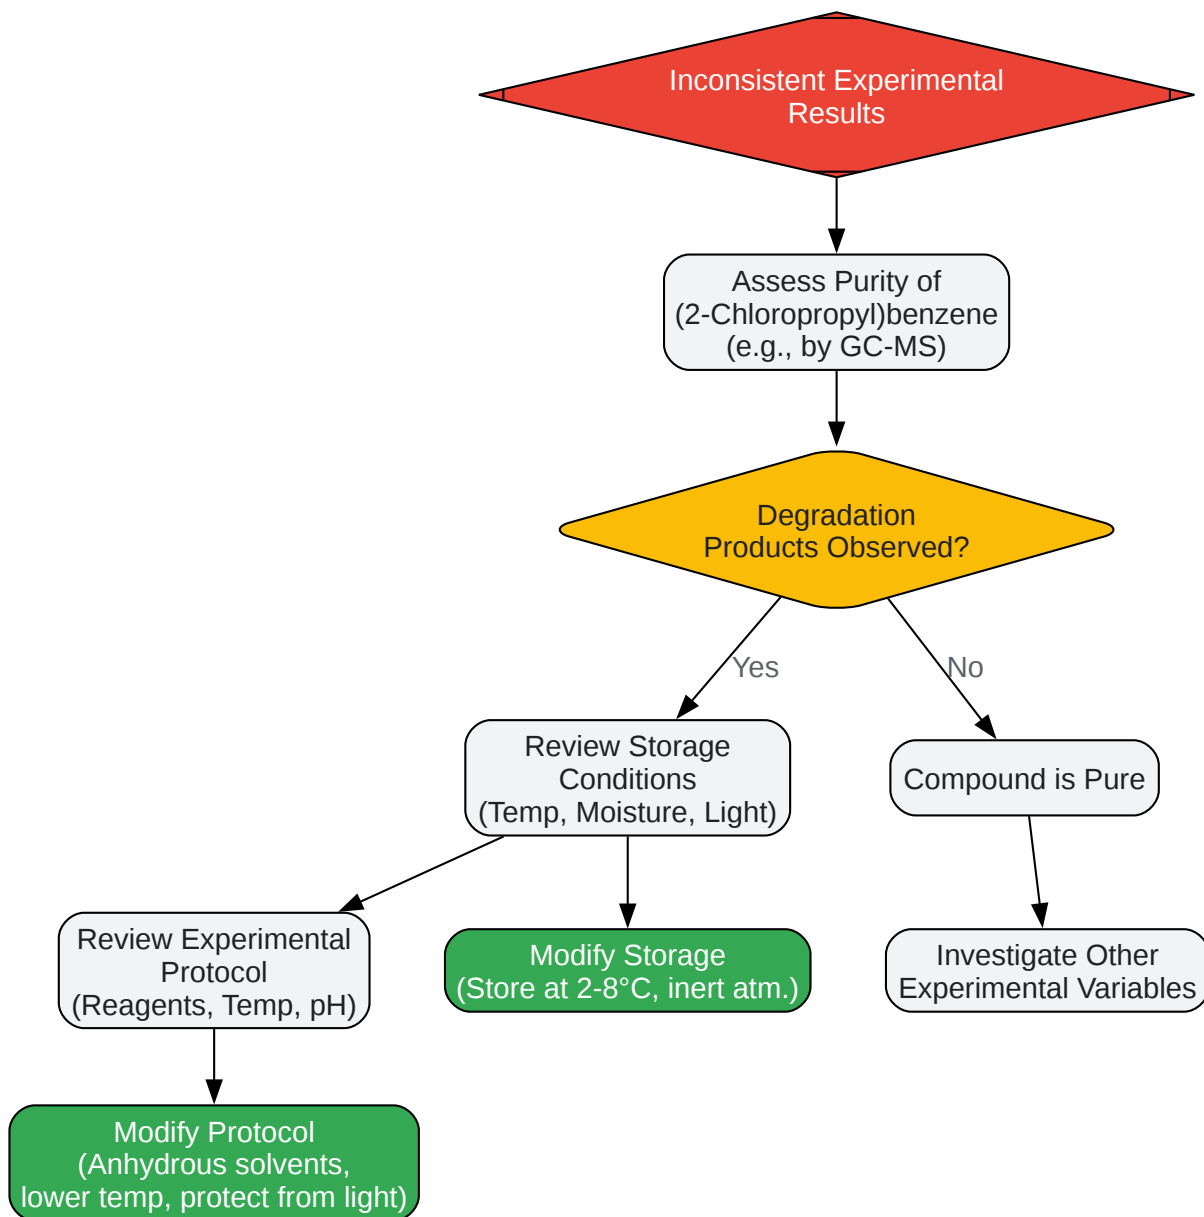 Inconsistent Experimental
Results
Assess Purity of
(2-Chloropropyl)benzene
(e.g., by GC-MS)
Degradation
Products Observed?
Yes
No
Review Storage
Conditions
(Temp, Moisture, Light)
Compound is Pure
Review Experimental
Protocol
(Reagents, Temp, pH)
Modify Storage
(Store at 2-8°C, inert atm.)
Investigate Other
Experimental Variables
Modify Protocol
(Anhydrous solvents,
lower temp, protect from light)